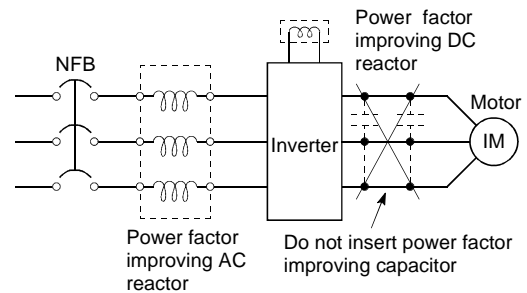 Power factor
improving DC
reactor
NFB
Motor
Inverter
IM
Power factor
improving AC
reactor
Do not insert power factor
improving capacitor